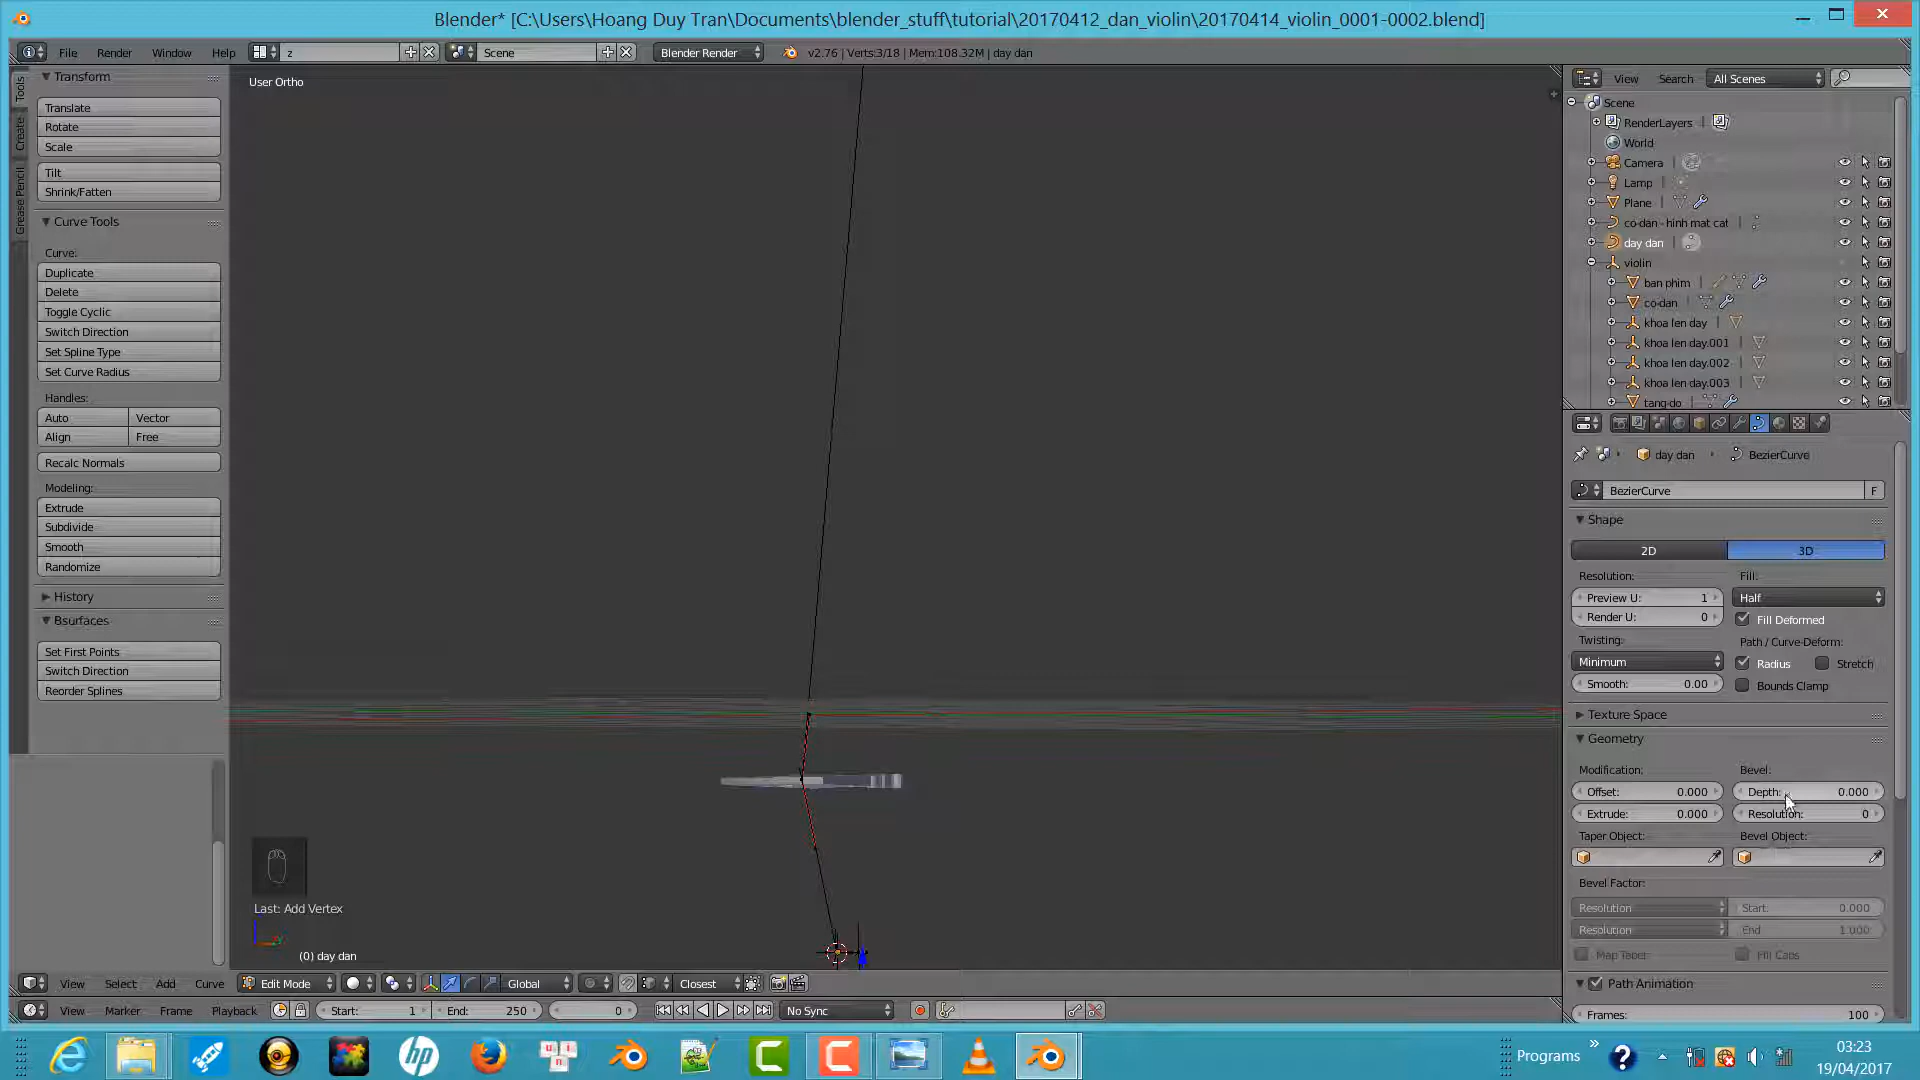 Blender* [C:\Users\Hoang Duy Tran\Documents\blender_stuff\tutorial\20170412_dan_violin\20170414_violin_0001-0002.blend]
File Render Window Help z Scene Blender Render v2.76 | Verts:3/18 | Mem:108.32M | day dan
Tools
Create
Grease Pencil
Transform
Translate
Rotate
Scale
Tilt
Shrink/Fatten
Curve Tools
Curve:
Duplicate
Delete
Toggle Cyclic
Switch Direction
Set Spline Type
Set Curve Radius
Handles:
Auto Vector
Align Free
Recalc Normals
Modeling:
Extrude
Subdivide
Smooth
Randomize
History
Bsurfaces
Set First Points
Switch Direction
Reorder Splines
User Ortho
Last: Add Vertex
(0) day dan
View Select Add Curve Edit Mode Global Closest
View Marker Frame Playback Start: 1 End: 250 0 No Sync
View Search All Scenes
Scene
RenderLayers
World
Camera
Lamp
Plane
co-dan - hinh mat cat
day dan
violin
ban phim
co-dan
khoa len day
khoa len day.001
khoa len day.002
khoa len day.003
tang-do
day dan BezierCurve
BezierCurve F
Shape
2D 3D
Resolution: Fill:
Preview U: 1 Half
Render U: 0 Fill Deformed
Twisting: Path / Curve-Deform:
Minimum Radius Stretch
Smooth: 0.00 Bounds Clamp
Texture Space
Geometry
Modification: Bevel:
Offset: 0.000 Depth: 0.000
Extrude: 0.000 Resolution: 0
Taper Object: Bevel Object:
Bevel Factor:
Resolution Start: 0.000
Resolution End 1.000
Map Taper Fill Caps
Path Animation
Frames: 100
Programs
03:23
19/04/2017